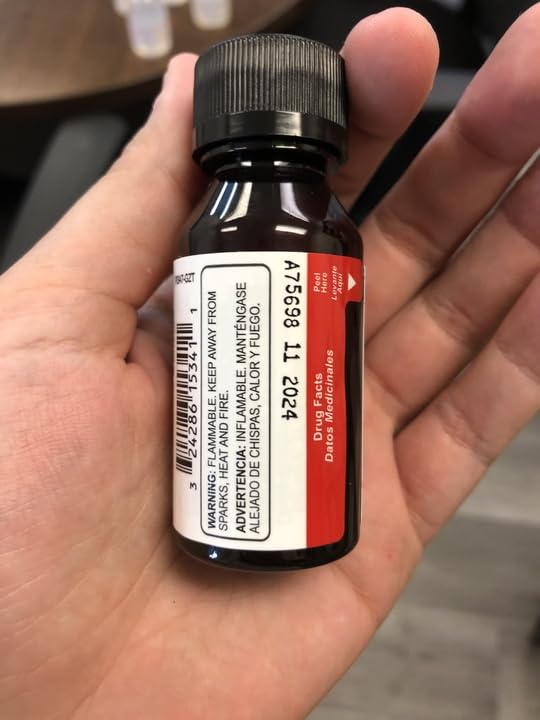 WARNING: FLAMMABLE. KEEP AWAY FROM
SPARKS, HEAT AND FIRE.
ADVERTENCIA: INFLAMABLE. MANTÉNGASE
ALEJADO DE CHISPAS, CALOR Y FUEGO.
3 24286 15341 1
A75698 11 2024
Peel
Here
Levante
Aquí
Drug Facts
Datos Medicinales